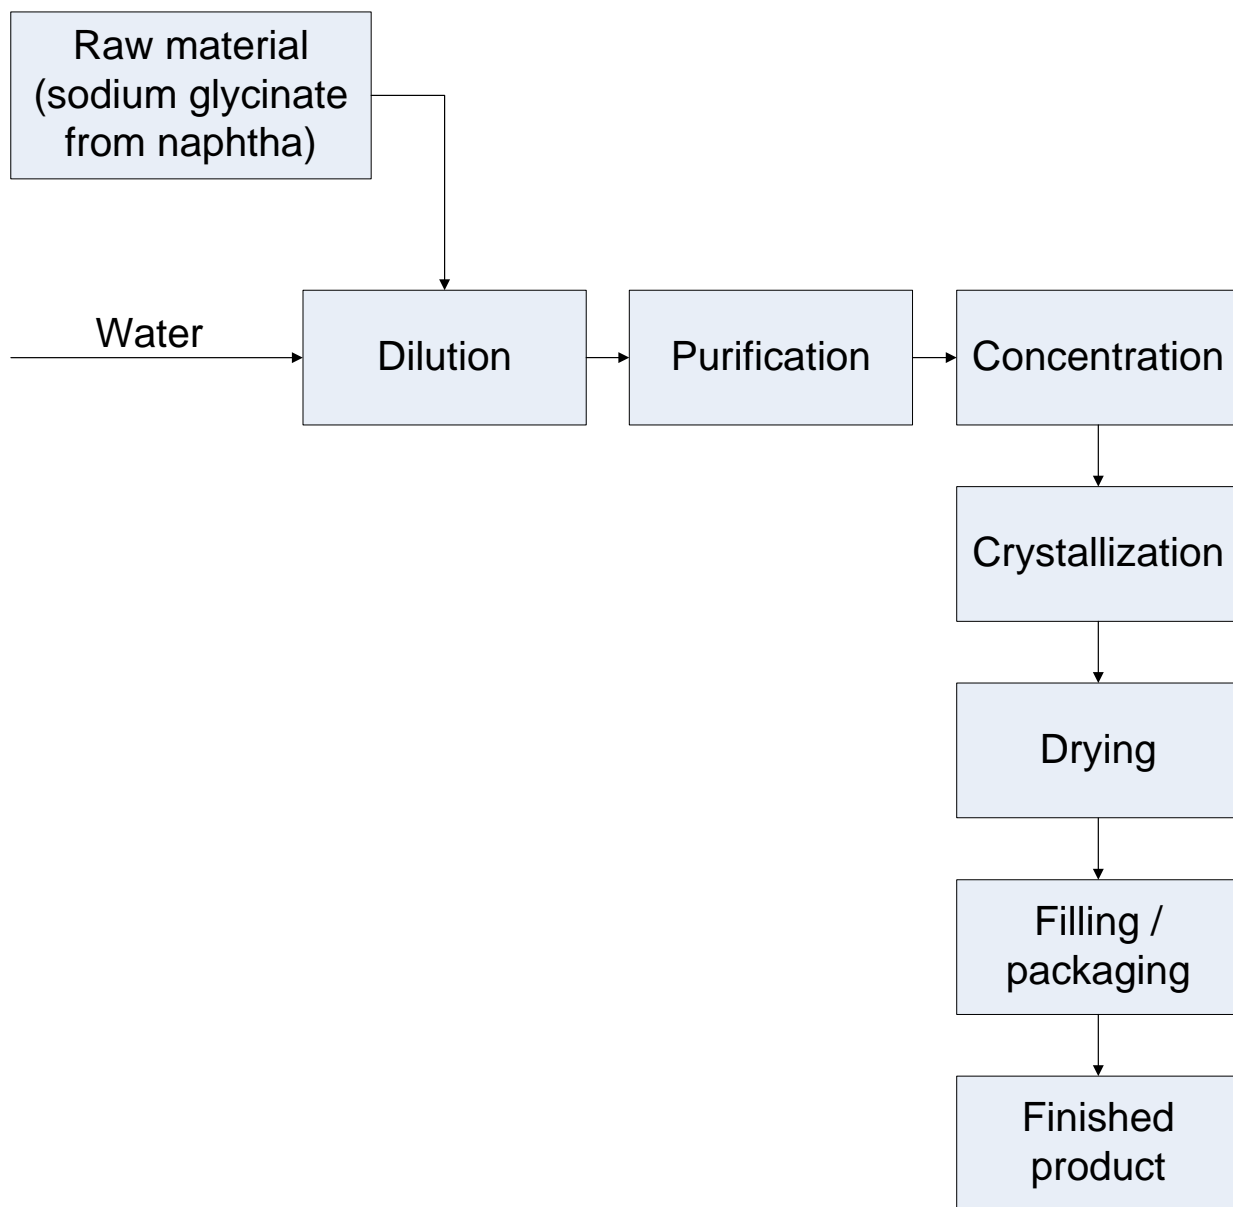 Raw material
(sodium glycinate
from naphtha)
Water
Dilution
Purification
Concentration
Crystallization
Drying
Filling /
packaging
Finished
product